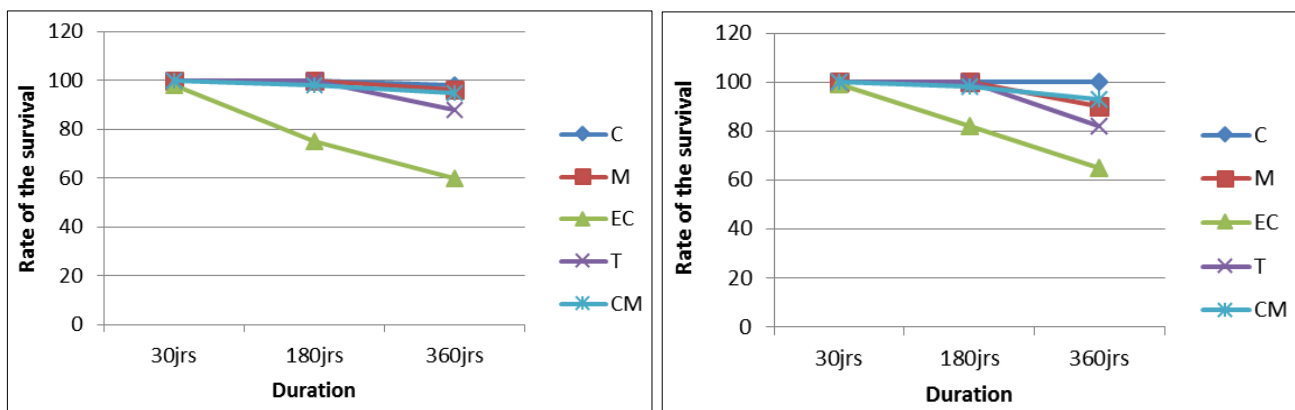 120
100
80
60
40
20
0
Rate of the survival
30jrs 180jrs 360jrs
Duration
C
M
EC
T
CM
120
100
80
60
40
20
0
Rate of the survival
30jrs 180jrs 360jrs
Duration
C
M
EC
T
CM